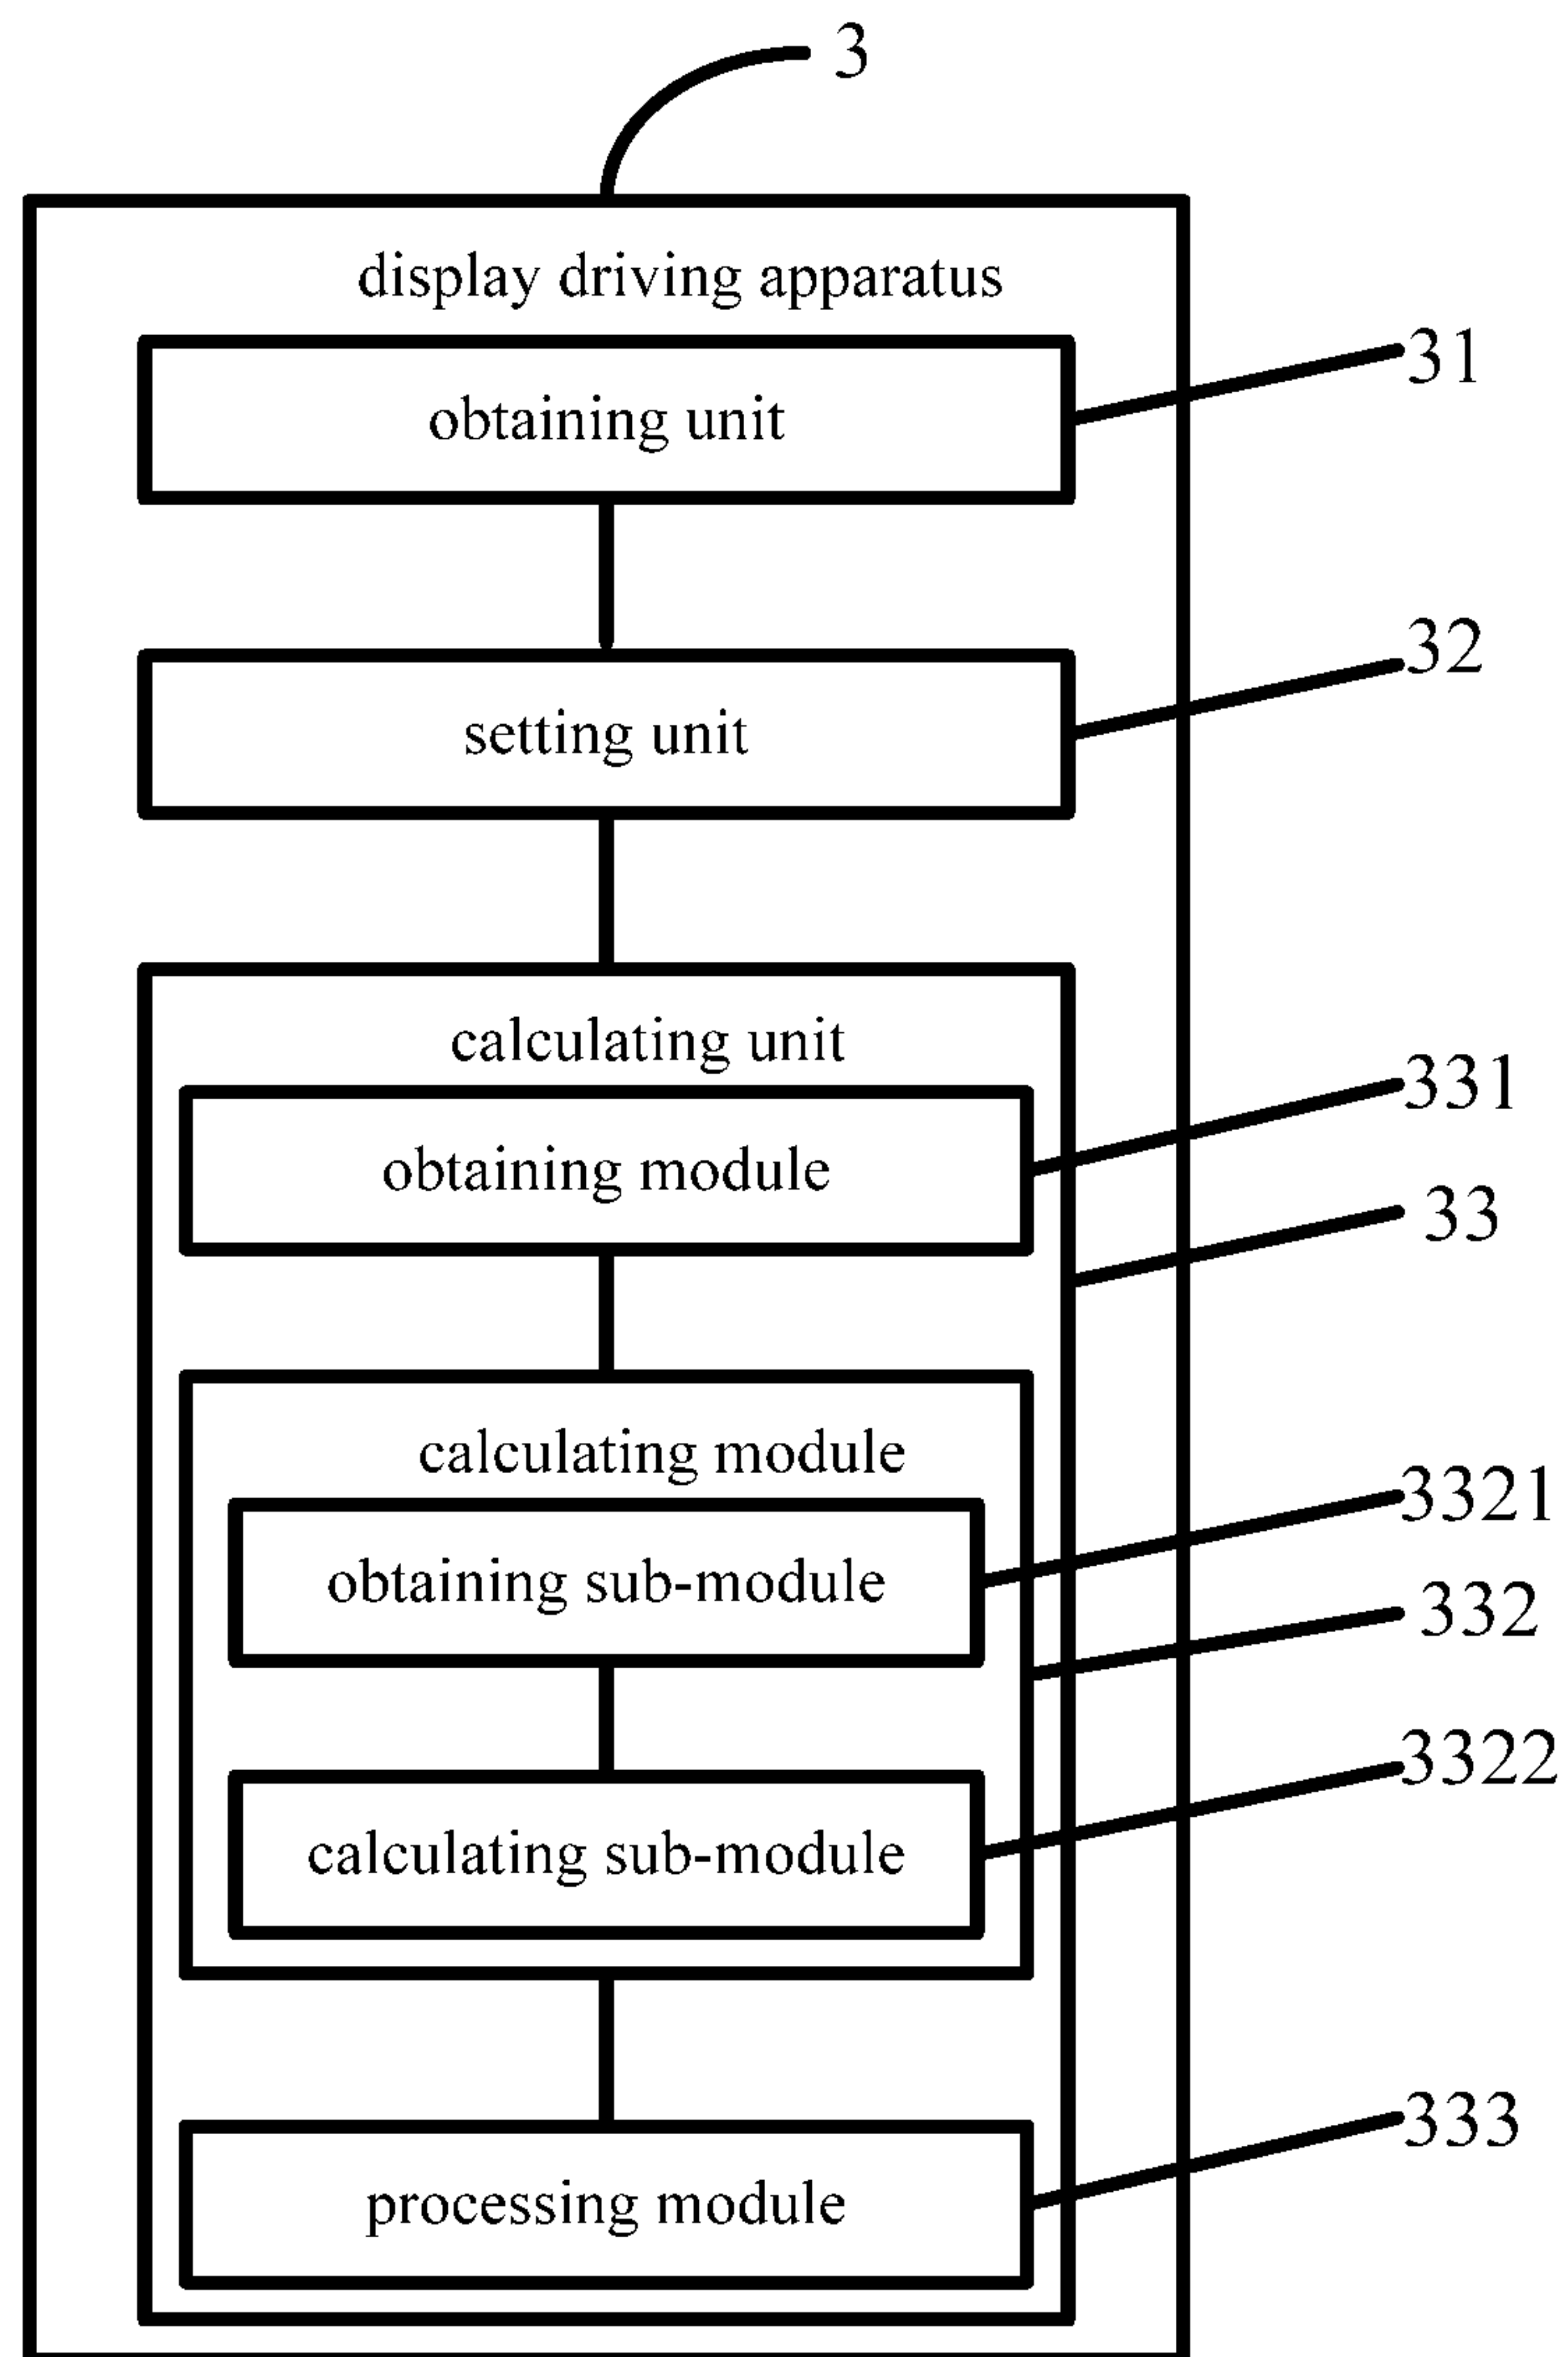 3
display driving apparatus
31
obtaining unit
32
setting unit
calculating unit
331
obtaining module
33
calculating module
3321
obtaining sub-module
332
3322
calculating sub-module
333
processing module